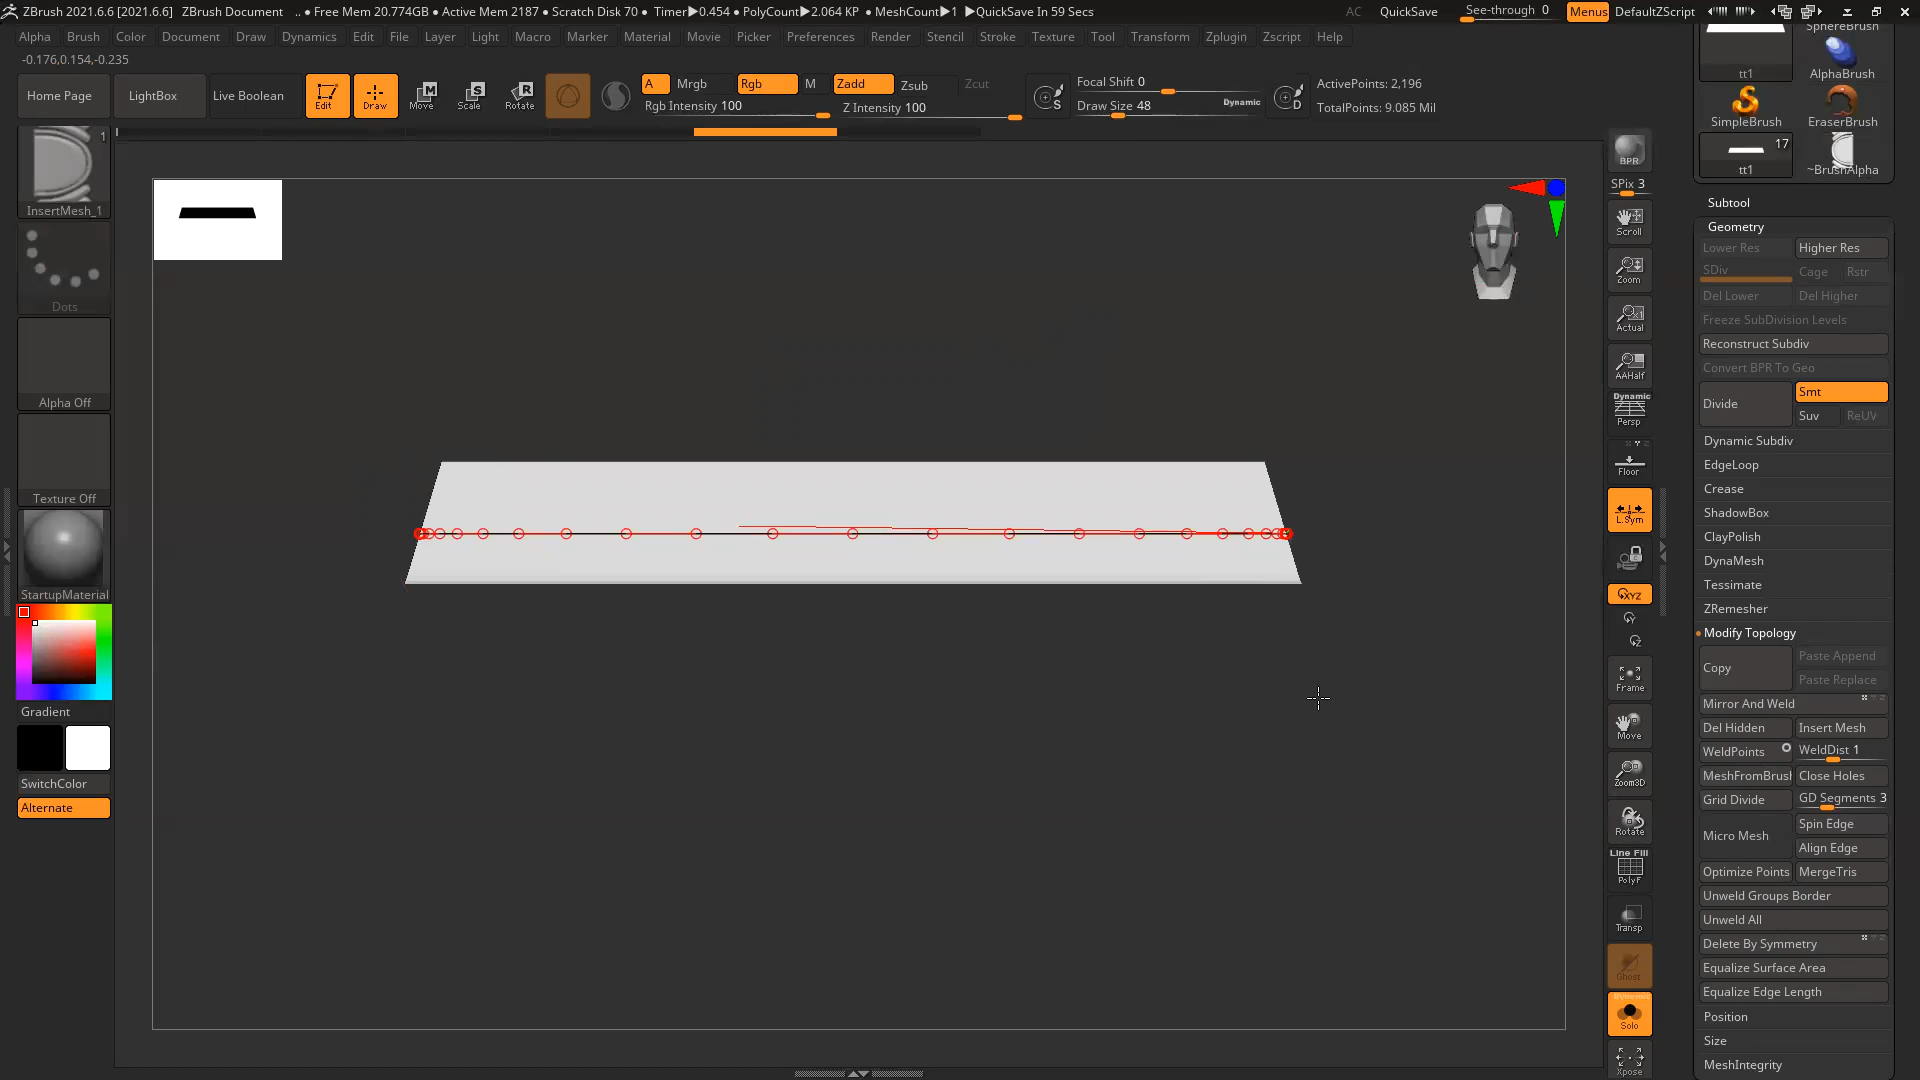 ZBrush 2021.6.6 [2021.6.6] ZBrush Document .. • Free Mem 20.774GB • Active Mem 2187 • Scratch Disk 70 • Timer▶0.454 • PolyCount▶2.064 KP • MeshCount▶1 ▶QuickSave In 59 Secs AC QuickSave See-through 0 Menus DefaultZScript
Alpha Brush Color Document Draw Dynamics Edit File Layer Light Macro Marker Material Movie Picker Preferences Render Stencil Stroke Texture Tool Transform Zplugin Zscript Help
-0.176,0.154,-0.235
Home Page LightBox Live Boolean Edit Draw Move Scale Rotate
A Mrgb Rgb M Zadd Zsub Zcut
Rgb Intensity 100 Z Intensity 100
Focal Shift 0
Draw Size 48 Dynamic
S D
ActivePoints: 2,196
TotalPoints: 9.085 Mil
1
InsertMesh_1
Dots
Alpha Off
Texture Off
StartupMaterial
Gradient
SwitchColor
Alternate
BPR
SPix 3
Scroll
Zoom
Actual
AAHalf
Dynamic
Persp
Floor
L.Sym
XYZ
Y
Z
Frame
Move
Zoom3D
Rotate
Line Fill
PolyF
Transp
Ghost
Dynamic
Solo
Xpose
SphereBrush
tt1 AlphaBrush
SimpleBrush EraserBrush
17
tt1 ~BrushAlpha
Subtool
Geometry
Lower Res Higher Res
SDiv Cage Rstr
Del Lower Del Higher
Freeze SubDivision Levels
Reconstruct Subdiv
Convert BPR To Geo
Divide Smt
Suv ReUV
Dynamic Subdiv
EdgeLoop
Crease
ShadowBox
ClayPolish
DynaMesh
Tessimate
ZRemesher
Modify Topology
Copy Paste Append
Paste Replace
Mirror And Weld
Del Hidden Insert Mesh
WeldPoints WeldDist 1
MeshFromBrush Close Holes
Grid Divide GD Segments 3
Micro Mesh Spin Edge
Align Edge
Optimize Points MergeTris
Unweld Groups Border
Unweld All
Delete By Symmetry
Equalize Surface Area
Equalize Edge Length
Position
Size
MeshIntegrity